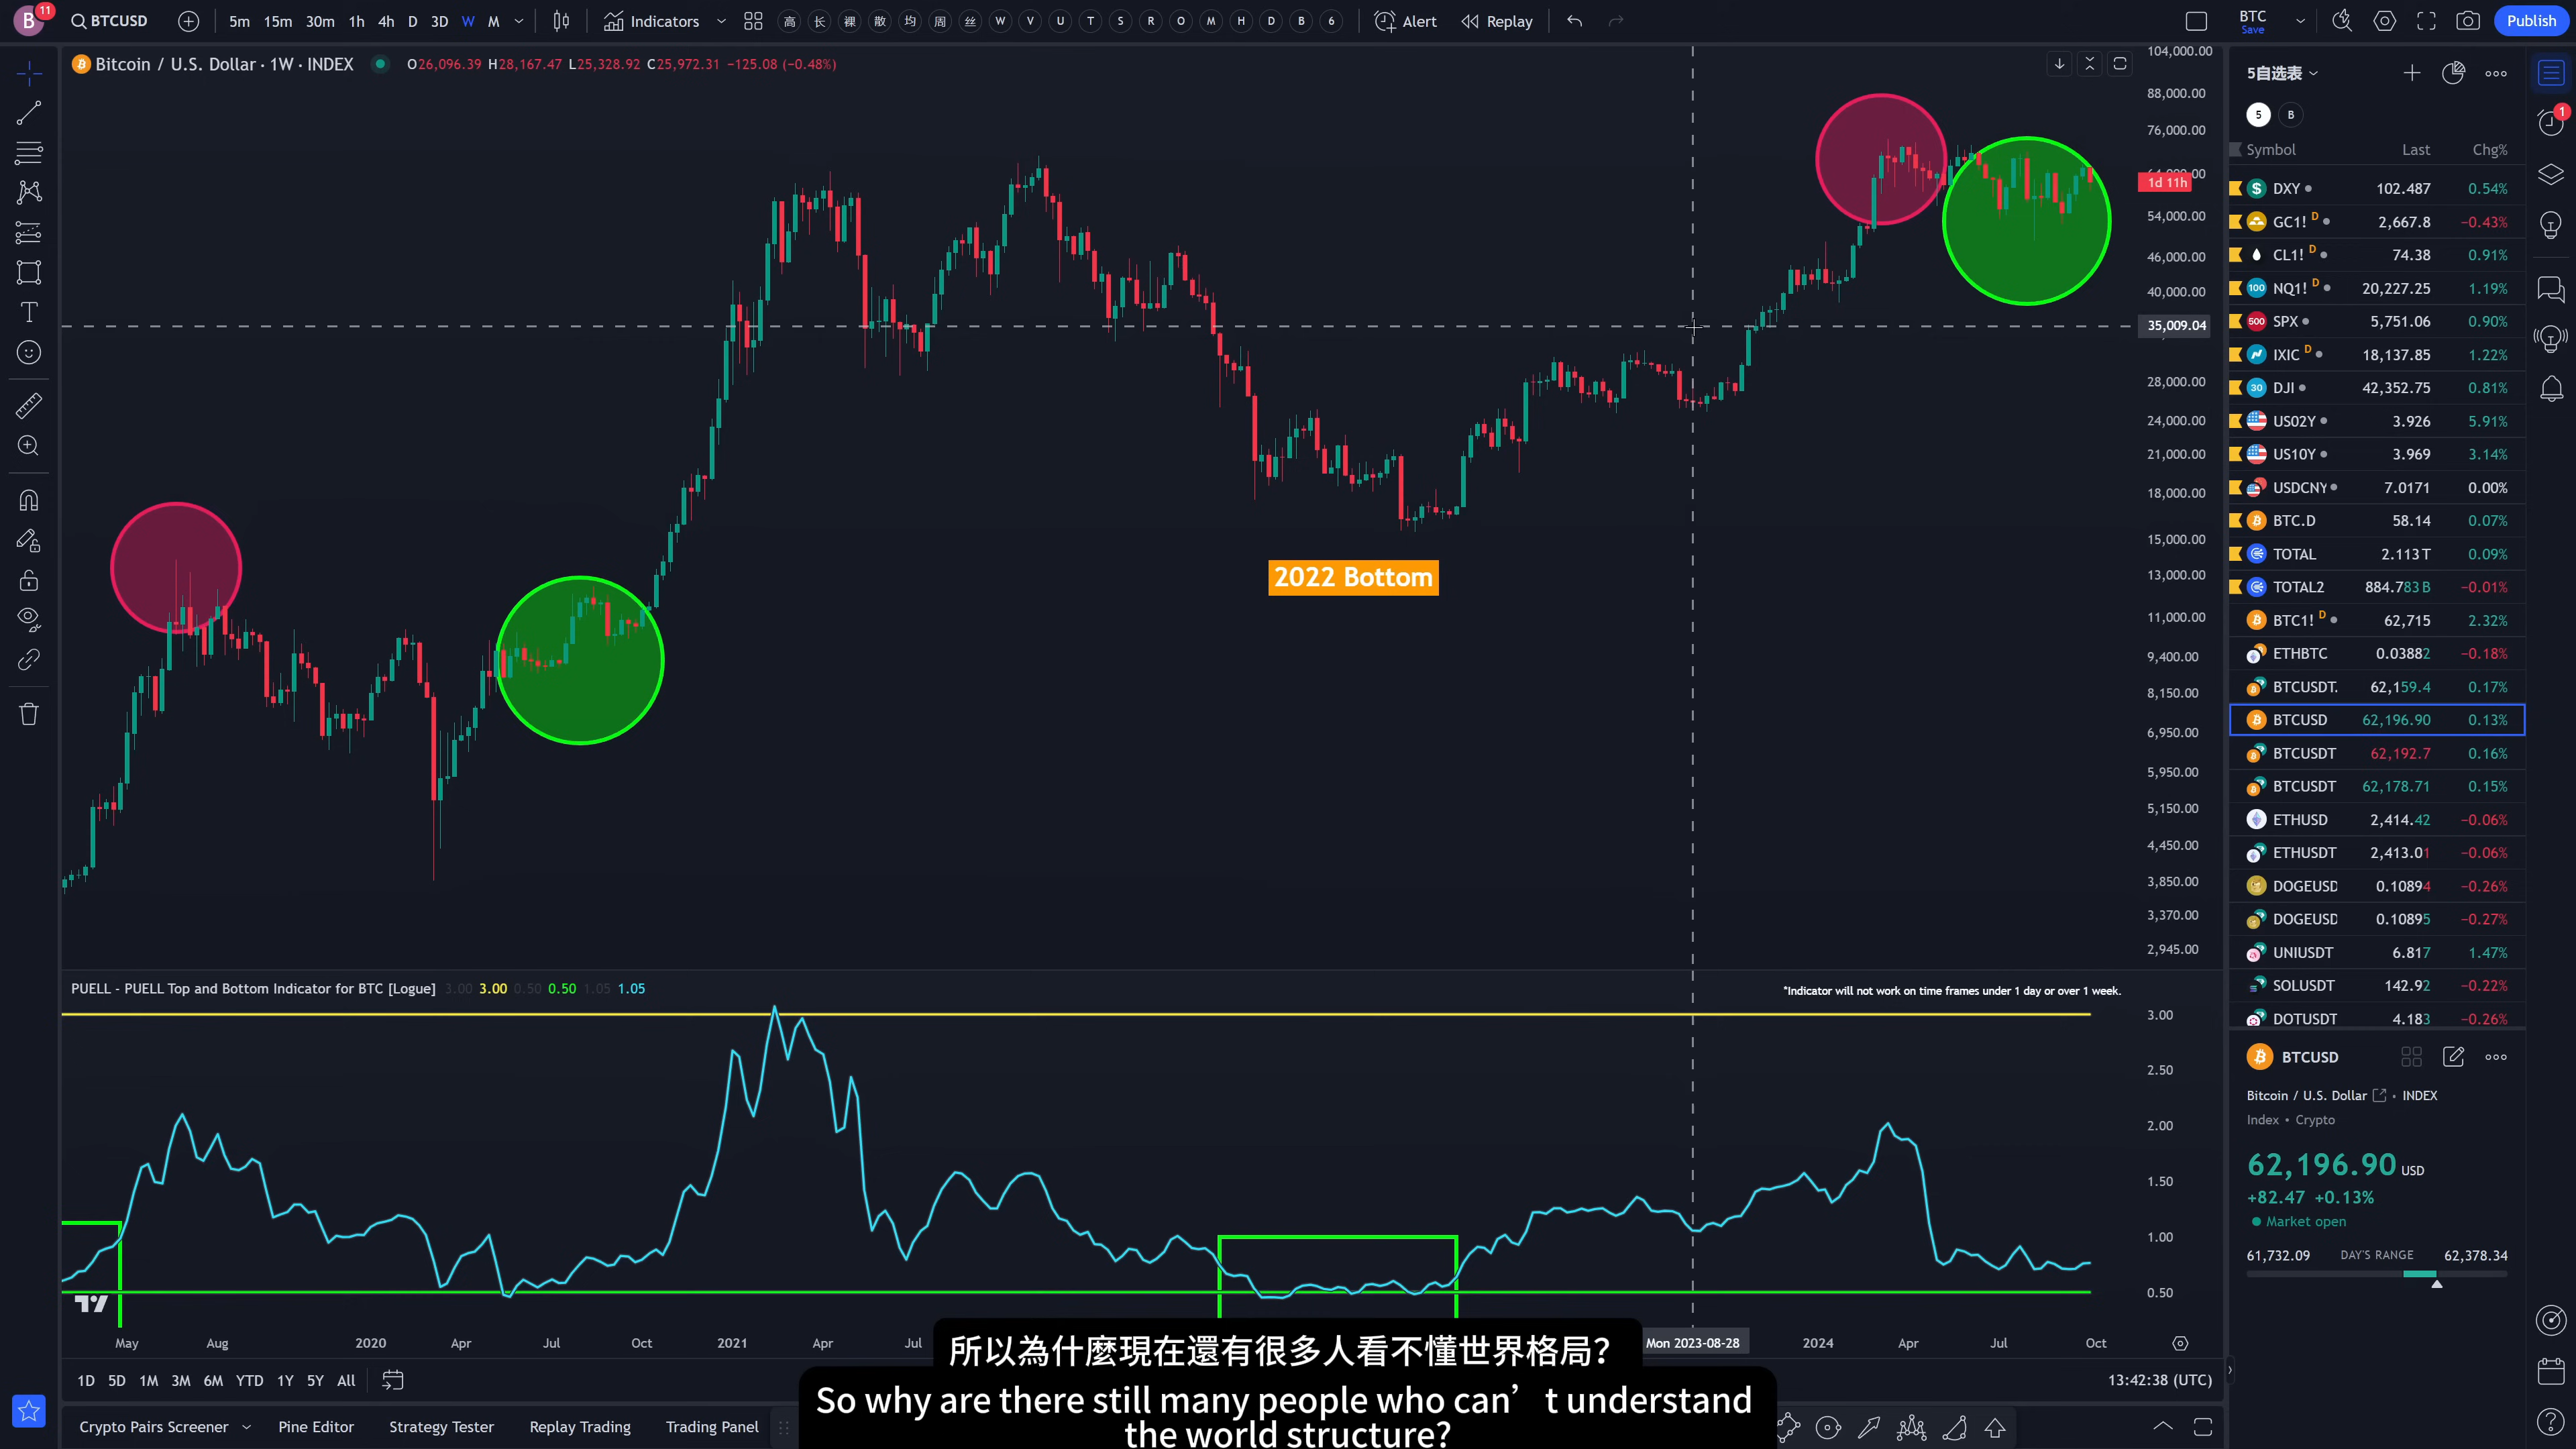 B 11 BTCUSD 5m 15m 30m 1h 4h D 3D W M Indicators 高 长 裸 散 均 周 丝 W V U T S R O M H D B 6 Alert Replay BTC Save Publish
Bitcoin / U.S. Dollar · 1W · INDEX O26,096.39 H28,167.47 L25,328.92 C25,972.31 −125.08 (−0.48%)
104,000.00
88,000.00
76,000.00
1d 11h
54,000.00
46,000.00
40,000.00
35,009.04
28,000.00
24,000.00
21,000.00
18,000.00
15,000.00
13,000.00
11,000.00
9,400.00
8,150.00
6,950.00
5,950.00
5,150.00
4,450.00
3,850.00
3,370.00
2,945.00
2022 Bottom
PUELL - PUELL Top and Bottom Indicator for BTC [Logue] 3.00 3.00 0.50 0.50 1.05 1.05
*Indicator will not work on time frames under 1 day or over 1 week.
3.00
2.50
2.00
1.50
1.00
0.50
May Aug 2020 Apr Jul Oct 2021 Apr Jul Mon 2023-08-28 2024 Apr Jul Oct
所以為什麼現在還有很多人看不懂世界格局？
1D 5D 1M 3M 6M YTD 1Y 5Y All 13:42:38 (UTC)
So why are there still many people who can’t understand
the world structure?
Crypto Pairs Screener Pine Editor Strategy Tester Replay Trading Trading Panel
5自选表
5 B
Symbol Last Chg%
DXY 102.487 0.54%
GC1! D 2,667.8 −0.43%
CL1! D 74.38 0.91%
100 NQ1! D 20,227.25 1.19%
500 SPX 5,751.06 0.90%
IXIC D 18,137.85 1.22%
30 DJI 42,352.75 0.81%
US02Y 3.926 5.91%
US10Y 3.969 3.14%
USDCNY 7.0171 0.00%
BTC.D 58.14 0.07%
TOTAL 2.113 T 0.09%
TOTAL2 884.783 B −0.01%
BTC1! D 62,715 2.32%
ETHBTC 0.03882 −0.18%
BTCUSDT. 62,159.4 0.17%
BTCUSD 62,196.90 0.13%
BTCUSDT 62,192.7 0.16%
BTCUSDT 62,178.71 0.15%
ETHUSD 2,414.42 −0.06%
ETHUSDT 2,413.01 −0.06%
DOGEUSD 0.10894 −0.26%
DOGEUSD 0.10895 −0.27%
UNIUSDT 6.817 1.47%
SOLUSDT 142.92 −0.22%
DOTUSDT 4.183 −0.26%
BTCUSD
Bitcoin / U.S. Dollar • INDEX
Index • Crypto
62,196.90 USD
+82.47 +0.13%
Market open
61,732.09 DAY'S RANGE 62,378.34
1